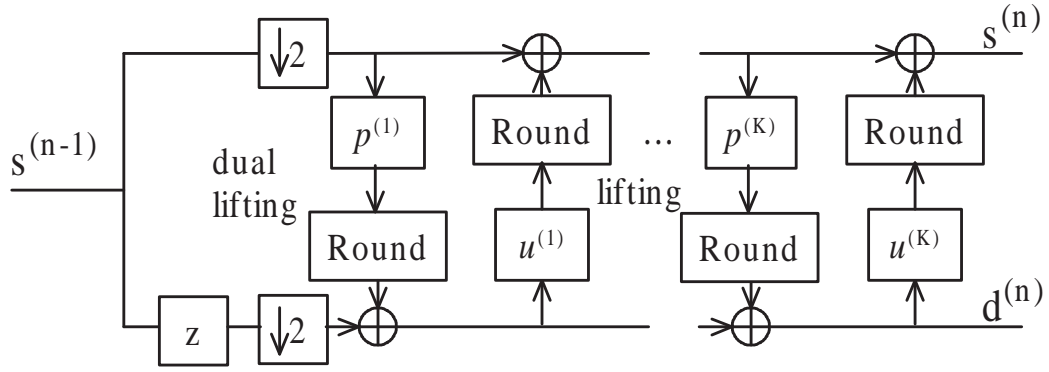 ↓2
s^(n)
p^(1)
Round
...
p^(K)
Round
s^(n-1)
dual
lifting
lifting
Round
u^(1)
Round
u^(K)
z
↓2
d^(n)